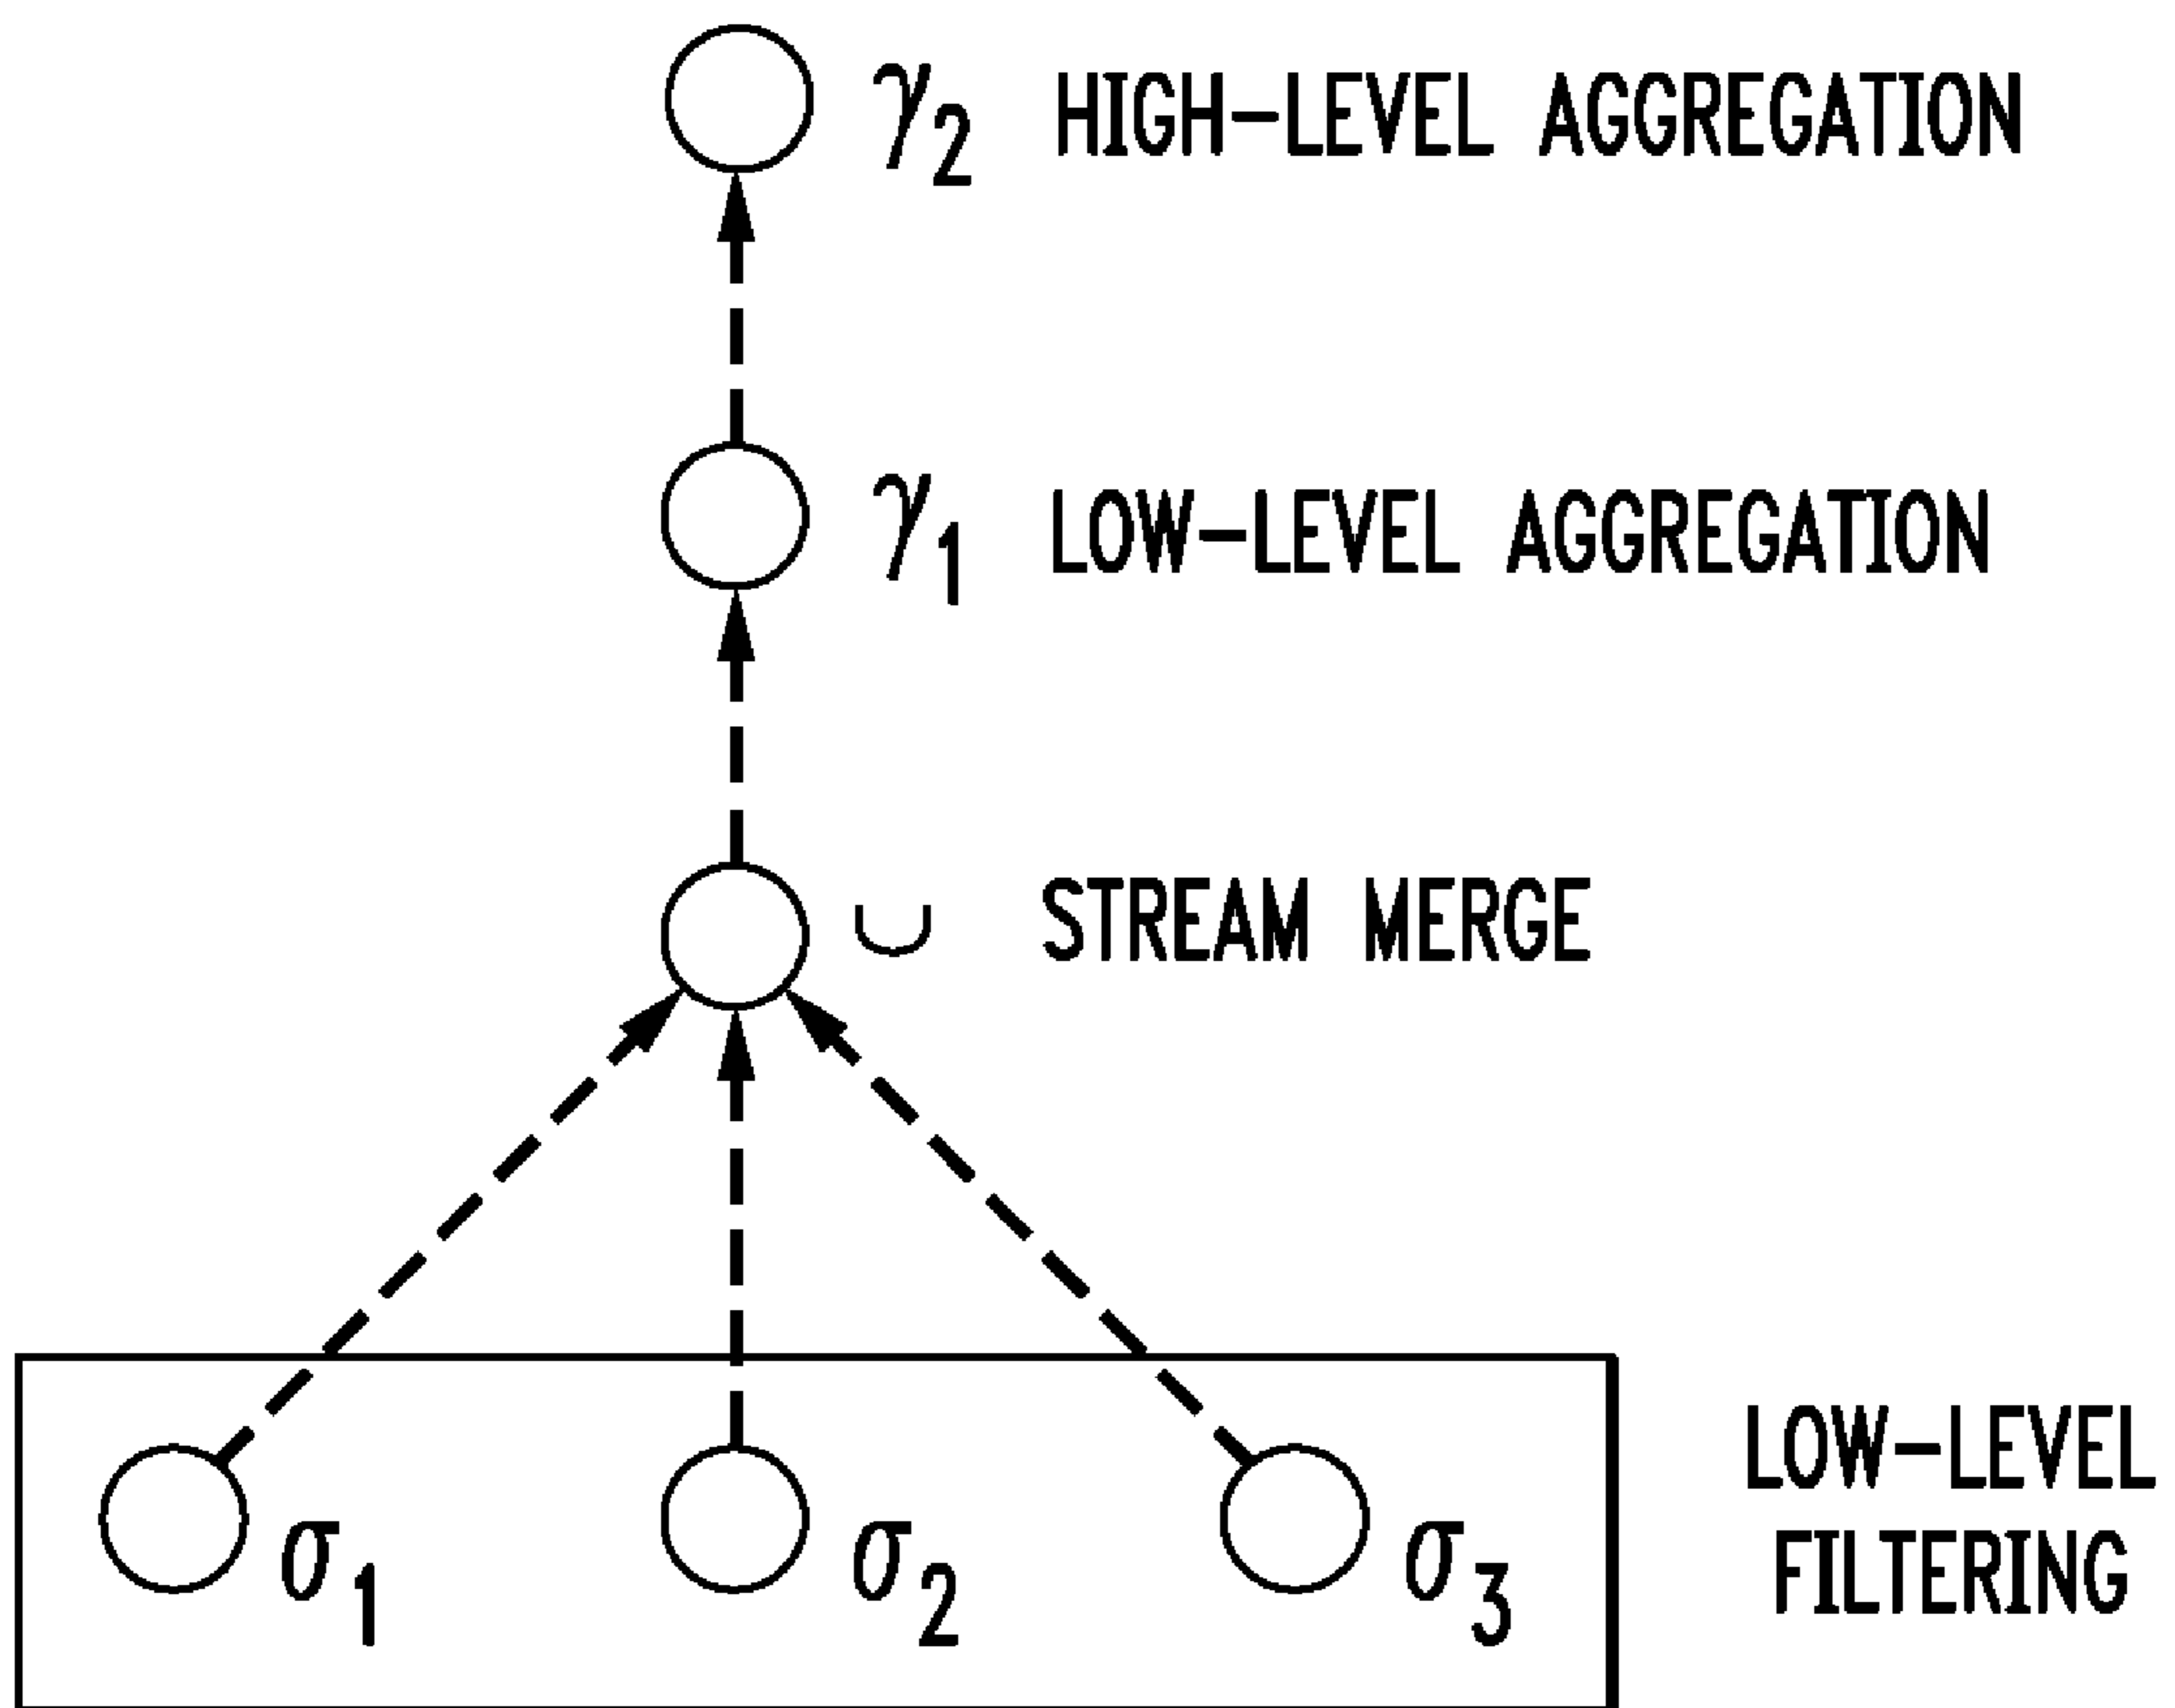 γ2 HIGH-LEVEL AGGREGATION
γ1 LOW-LEVEL AGGREGATION
∪ STREAM MERGE
LOW-LEVEL
FILTERING
σ1 σ2 σ3